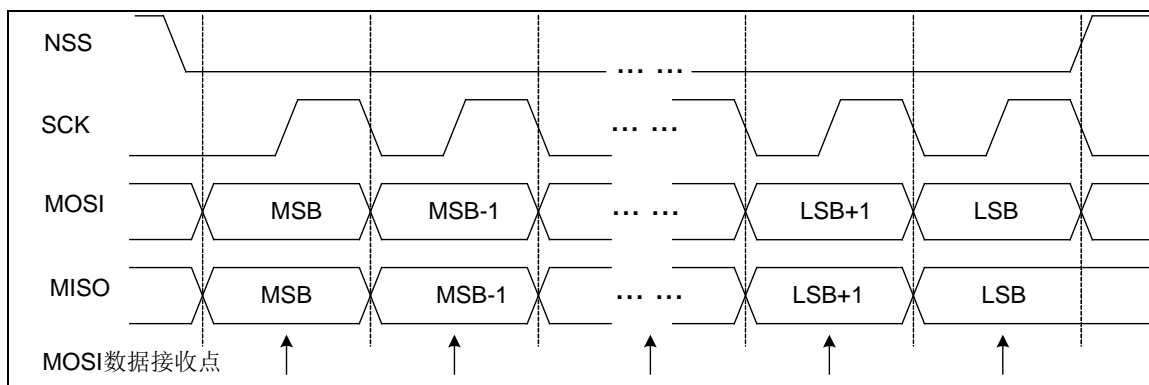 NSS
... ...
SCK
... ...
MOSI
MSB
MSB-1
... ...
LSB+1
LSB
MISO
MSB
MSB-1
... ...
LSB+1
LSB
MOSI数据接收点